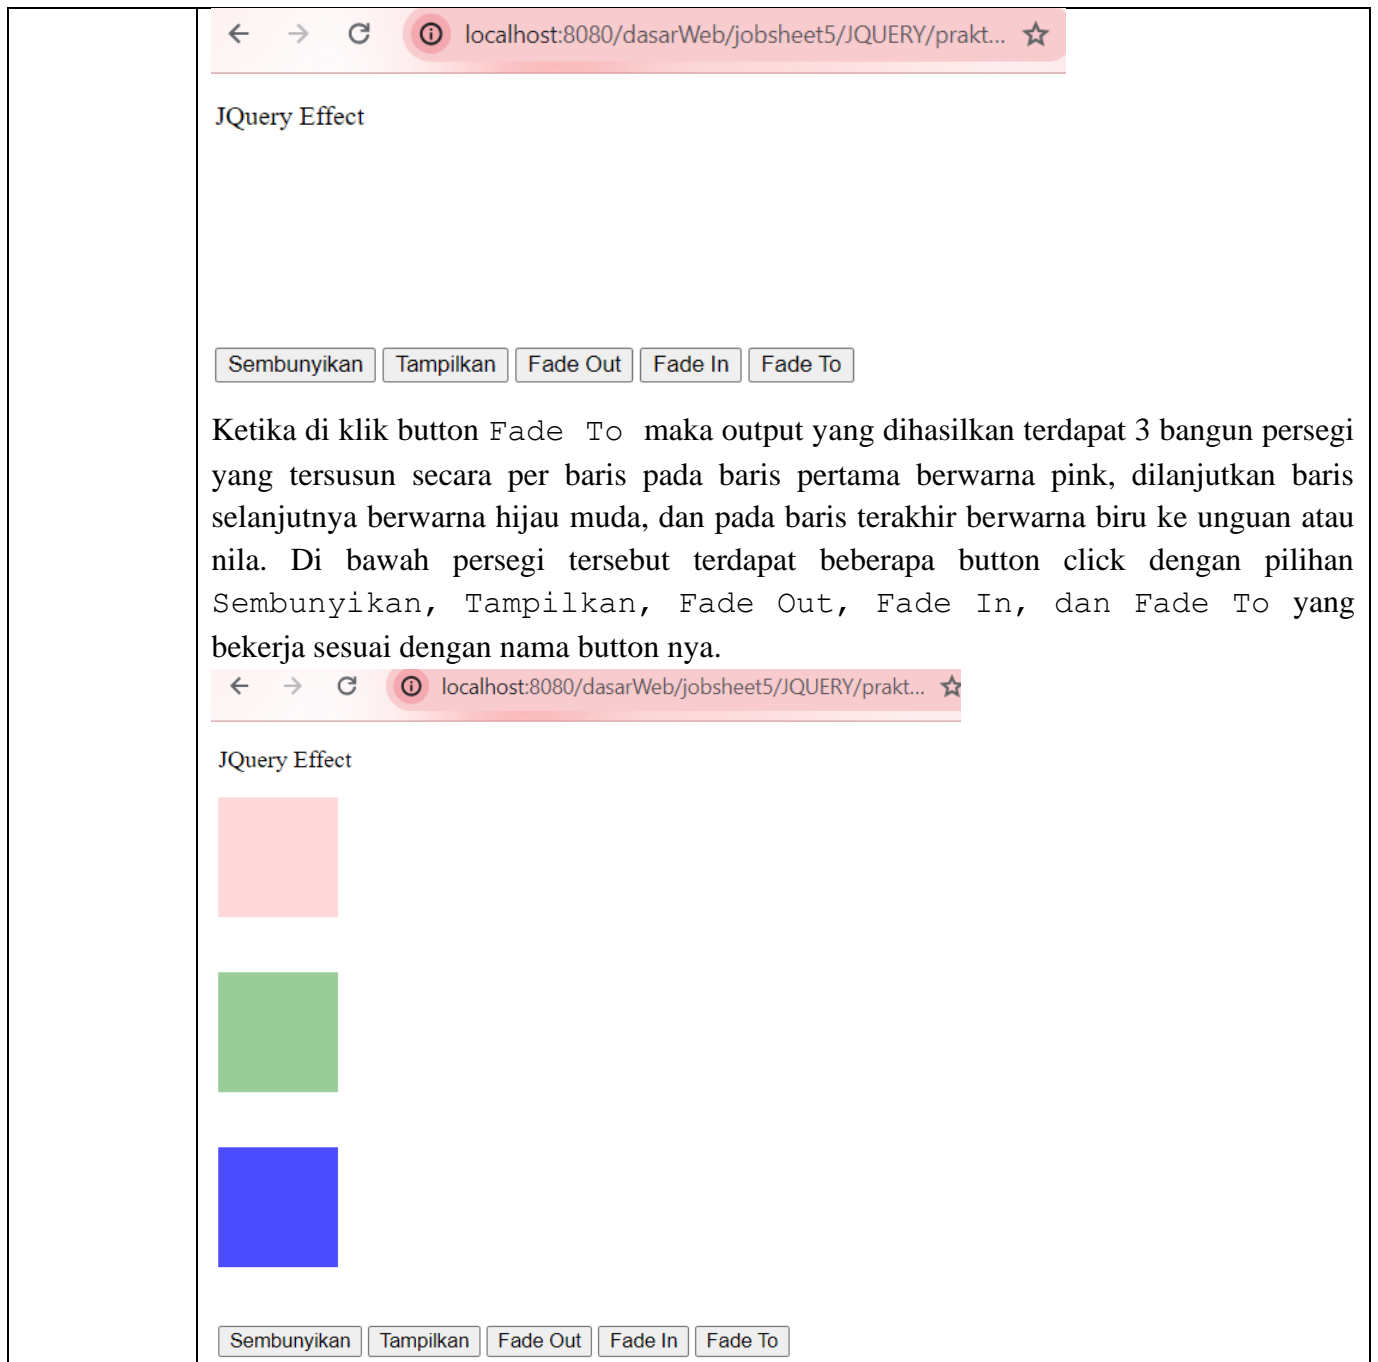 localhost:8080/dasarWeb/jobsheet5/JQUERY/prakt...
JQuery Effect
Sembunyikan Tampilkan Fade Out Fade In Fade To
Ketika di klik button Fade To maka output yang dihasilkan terdapat 3 bangun persegi
yang tersusun secara per baris pada baris pertama berwarna pink, dilanjutkan baris
selanjutnya berwarna hijau muda, dan pada baris terakhir berwarna biru ke unguan atau
nila. Di bawah persegi tersebut terdapat beberapa button click dengan pilihan
Sembunyikan, Tampilkan, Fade Out, Fade In, dan Fade To yang
bekerja sesuai dengan nama button nya.
localhost:8080/dasarWeb/jobsheet5/JQUERY/prakt...
JQuery Effect
Sembunyikan Tampilkan Fade Out Fade In Fade To